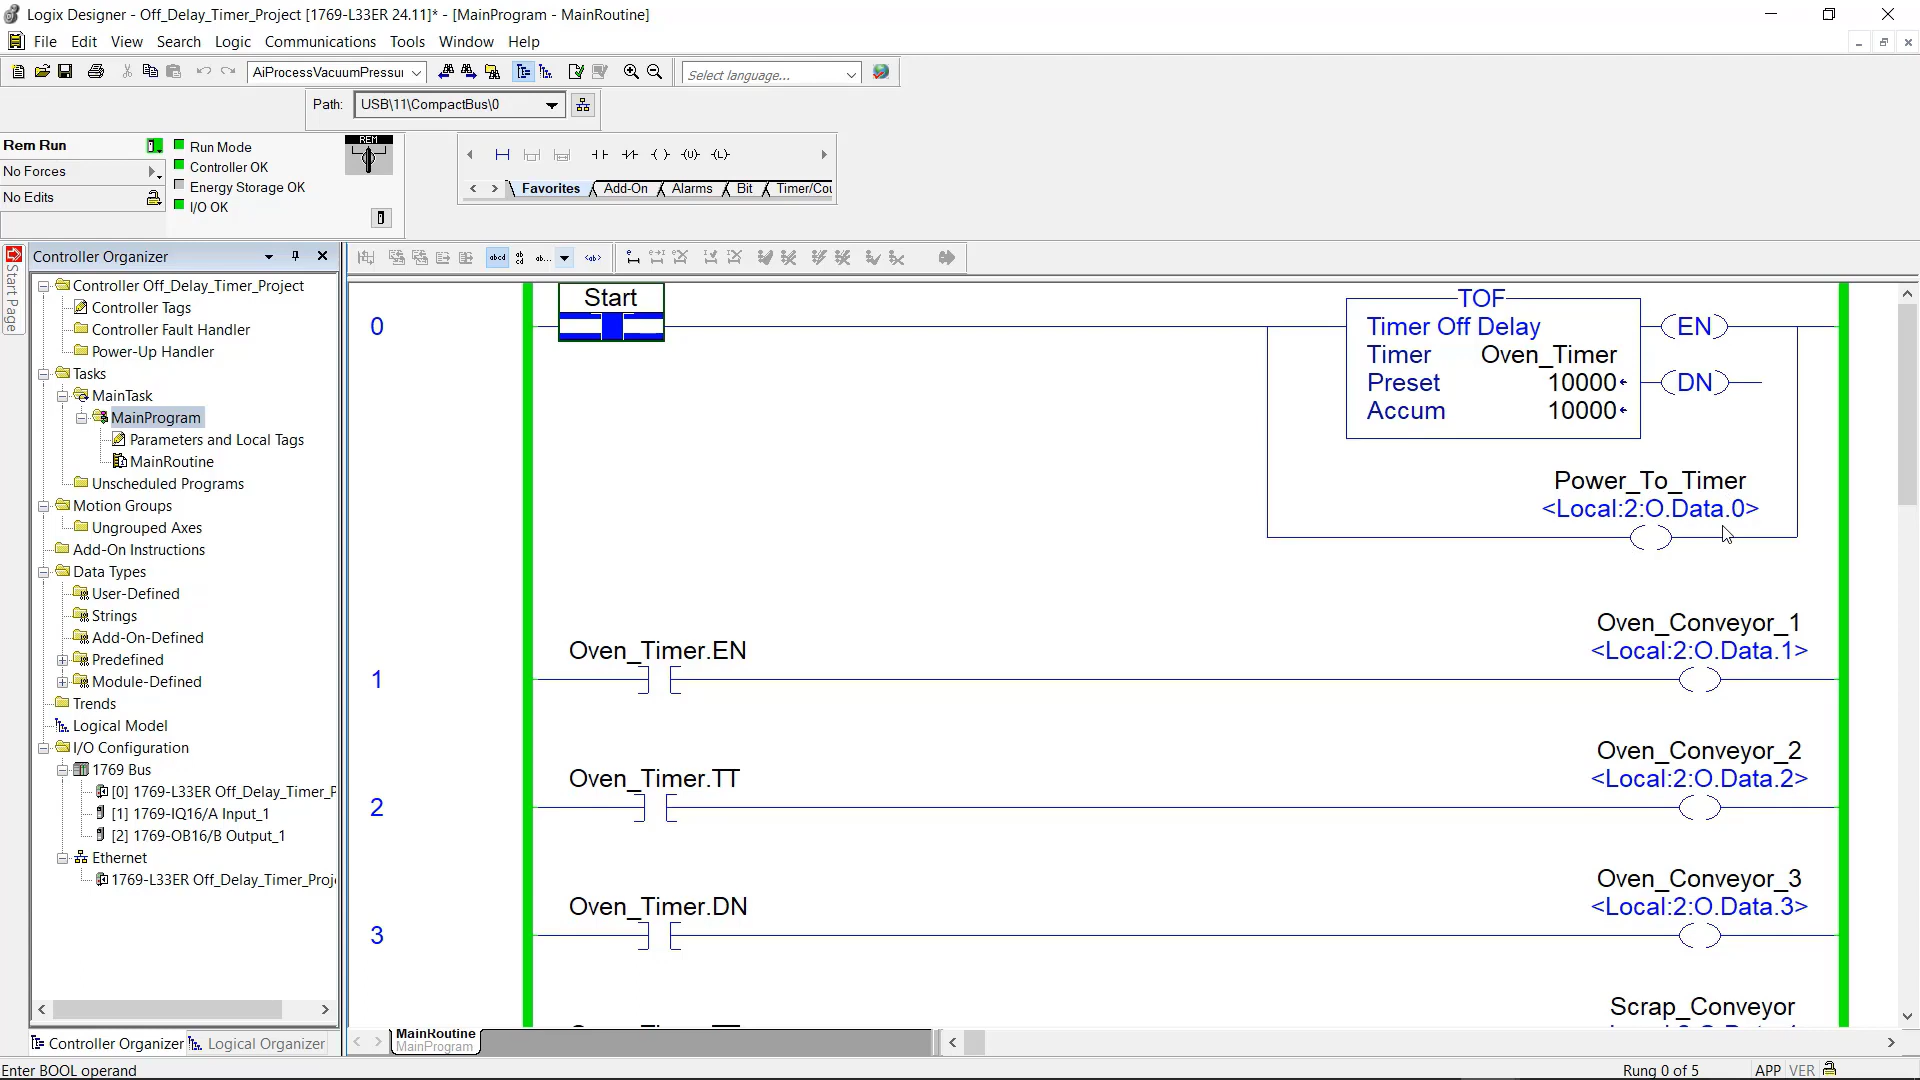 Logix Designer - Off_Delay_Timer_Project [1769-L33ER 24.11]* - [MainProgram - MainRoutine]
File Edit View Search Logic Communications Tools Window Help
AiProcessVacuumPressur
Select language...
Path: USB\11\CompactBus\0
Rem Run
No Forces
No Edits
Run Mode
Controller OK
Energy Storage OK
I/O OK
REM
Favorites Add-On Alarms Bit Timer/Cou
Start Page
Controller Organizer
Controller Off_Delay_Timer_Project
Controller Tags
Controller Fault Handler
Power-Up Handler
Tasks
MainTask
MainProgram
Parameters and Local Tags
MainRoutine
Unscheduled Programs
Motion Groups
Ungrouped Axes
Add-On Instructions
Data Types
User-Defined
Strings
Add-On-Defined
Predefined
Module-Defined
Trends
Logical Model
I/O Configuration
1769 Bus
[0] 1769-L33ER Off_Delay_Timer_P
[1] 1769-IQ16/A Input_1
[2] 1769-OB16/B Output_1
Ethernet
1769-L33ER Off_Delay_Timer_Proj
Controller Organizer Logical Organizer
0
Start
TOF
Timer Off Delay
Timer Oven_Timer
Preset 10000
Accum 10000
EN
DN
Power_To_Timer
<Local:2:O.Data.0>
1
Oven_Timer.EN
Oven_Conveyor_1
<Local:2:O.Data.1>
2
Oven_Timer.TT
Oven_Conveyor_2
<Local:2:O.Data.2>
3
Oven_Timer.DN
Oven_Conveyor_3
<Local:2:O.Data.3>
Scrap_Conveyor
MainRoutine
MainProgram
Enter BOOL operand
Rung 0 of 5
APP VER